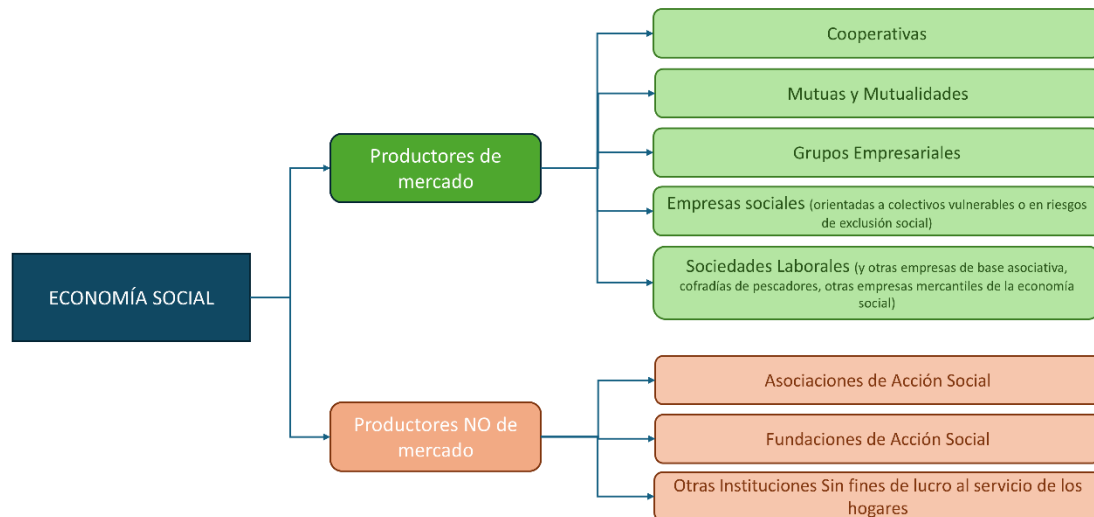 ECONOMÍA SOCIAL
Productores de
mercado
Cooperativas
Mutuas y Mutualidades
Grupos Empresariales
Empresas sociales (orientadas a colectivos vulnerables o en riesgos
de exclusión social)
Sociedades Laborales (y otras empresas de base asociativa,
cofradías de pescadores, otras empresas mercantiles de la economía
social)
Productores NO de
mercado
Asociaciones de Acción Social
Fundaciones de Acción Social
Otras Instituciones Sin fines de lucro al servicio de los
hogares